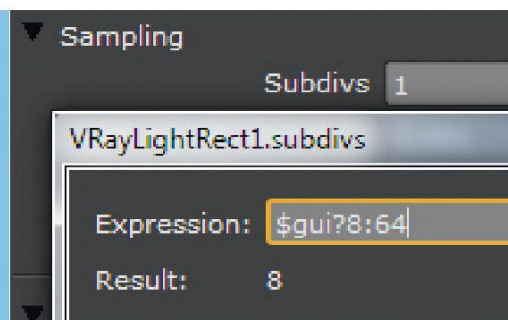 Sampling
Subdivs 1
VRayLightRect1.subdivs
Expression: $gui?8:64
Result: 8